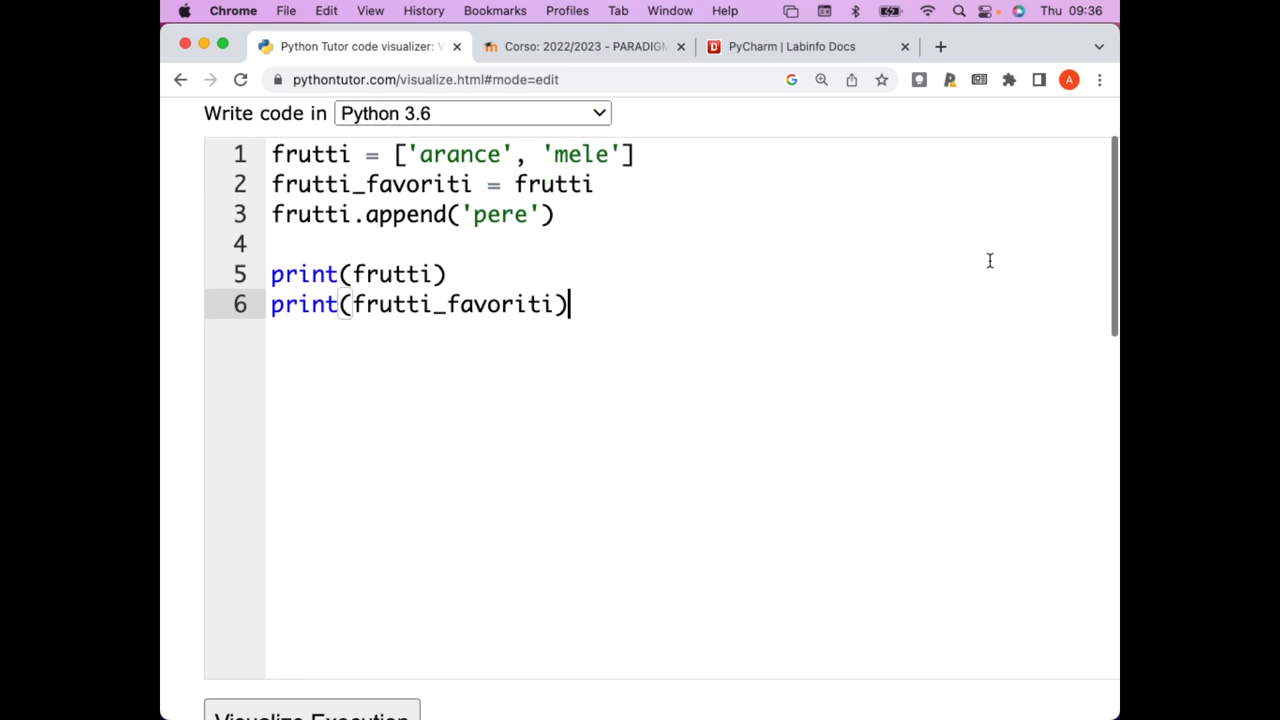 Chrome File Edit View History Bookmarks Profiles Tab Window Help Thu 09:36
Python Tutor code visualizer: Corso: 2022/2023 - PARADIGM PyCharm | Labinfo Docs
pythontutor.com/visualize.html#mode=edit A
Write code in Python 3.6
1 frutti = ['arance', 'mele']
2 frutti_favoriti = frutti
3 frutti.append('pere')
4
5 print(frutti)
6 print(frutti_favoriti)
Visualize Execution